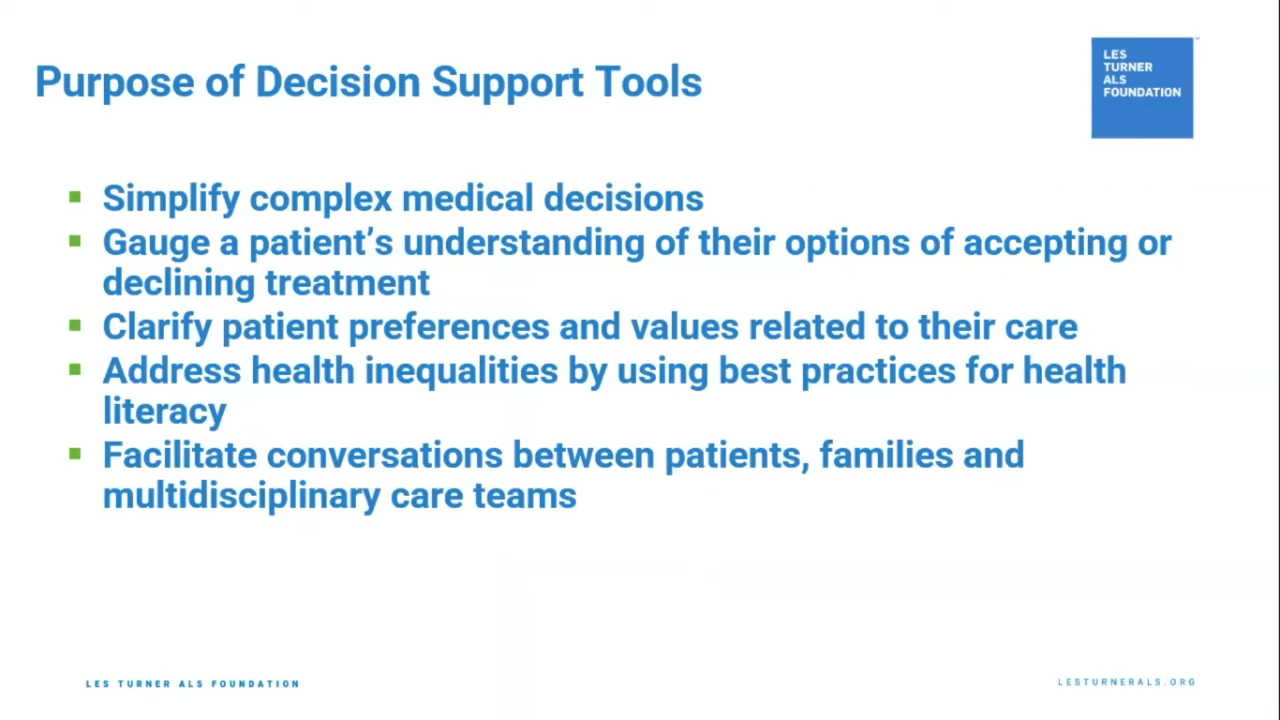 Purpose of Decision Support Tools
LES
TURNER
ALS
FOUNDATION
Simplify complex medical decisions
Gauge a patient’s understanding of their options of accepting or
declining treatment
Clarify patient preferences and values related to their care
Address health inequalities by using best practices for health
literacy
Facilitate conversations between patients, families and
multidisciplinary care teams
LES TURNER ALS FOUNDATION
LESTURNERALS.ORG